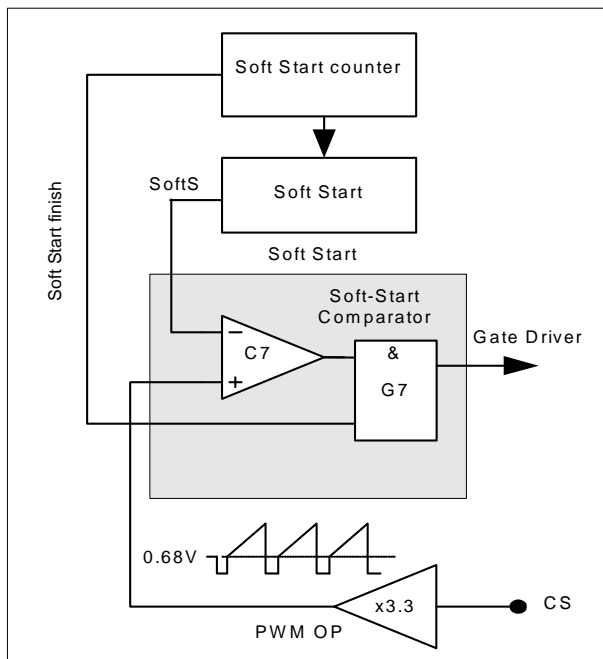 Soft Start counter
SoftS
Soft Start
Soft Start finish
Soft Start
Soft-Start
Comparator
Gate Driver
−
C7
+
&
G7
0.68V
x3.3
CS
PWM OP